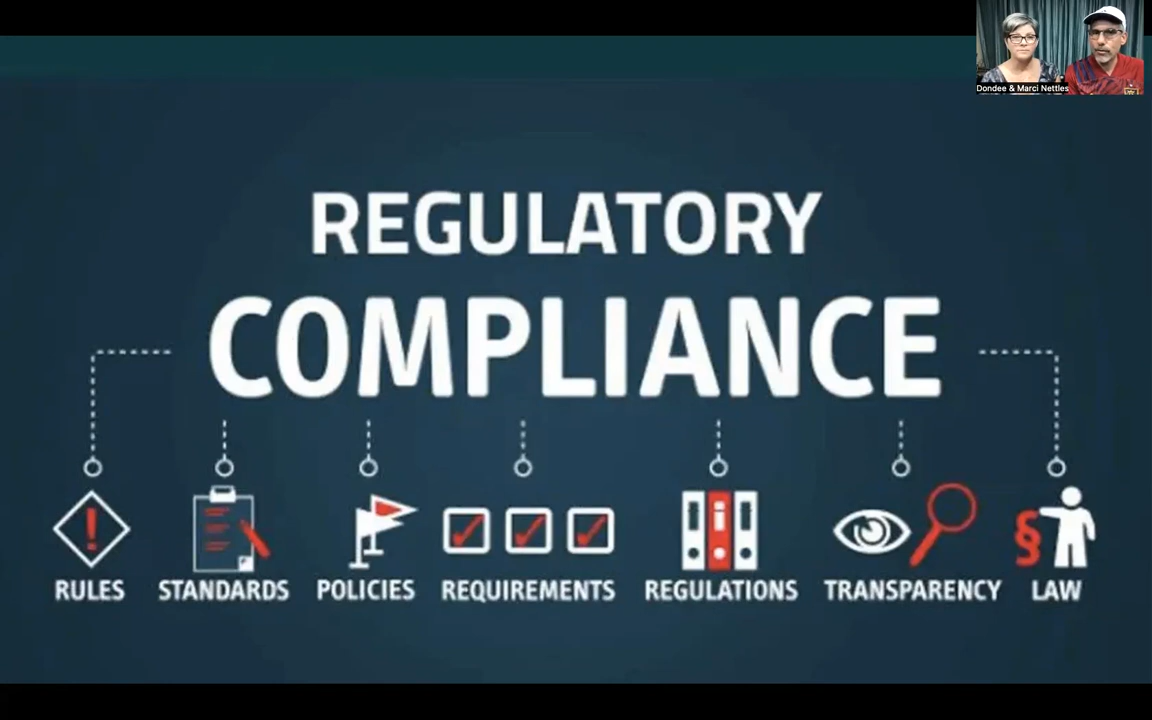 Dondee & Marci Nettles
REGULATORY
COMPLIANCE
RULES STANDARDS POLICIES REQUIREMENTS REGULATIONS TRANSPARENCY LAW